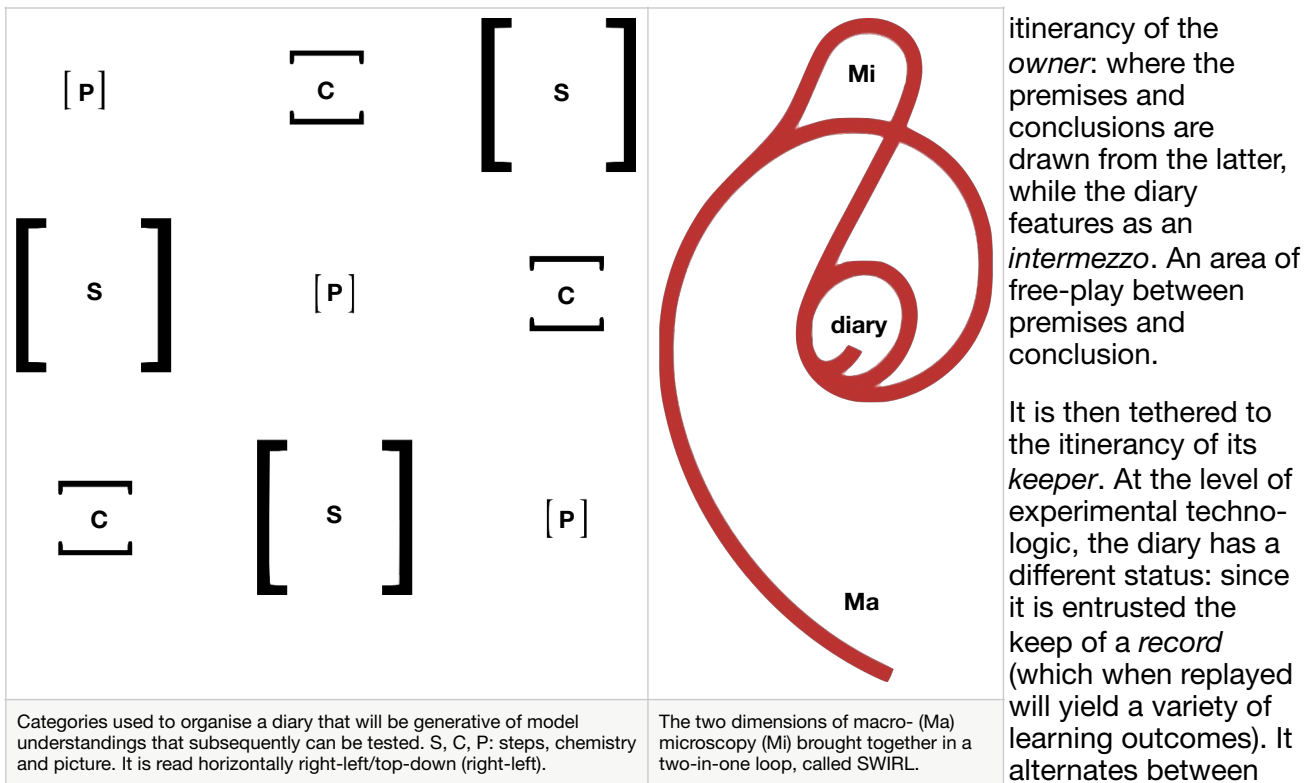 [P]
C
S
S
[P]
C
C
S
[P]
Categories used to organise a diary that will be generative of model
understandings that subsequently can be tested. S, C, P: steps, chemistry
and picture. It is read horizontally right-left/top-down (right-left).
Mi
diary
Ma
The two dimensions of macro- (Ma)
microscopy (Mi) brought together in a
two-in-one loop, called SWIRL.
itinerancy of the
owner: where the
premises and
conclusions are
drawn from the latter,
while the diary
features as an
intermezzo. An area of
free-play between
premises and
conclusion.
It is then tethered to
the itinerancy of its
keeper. At the level of
experimental techno-
logic, the diary has a
different status: since
it is entrusted the
keep of a record
(which when replayed
will yield a variety of
learning outcomes). It
alternates between